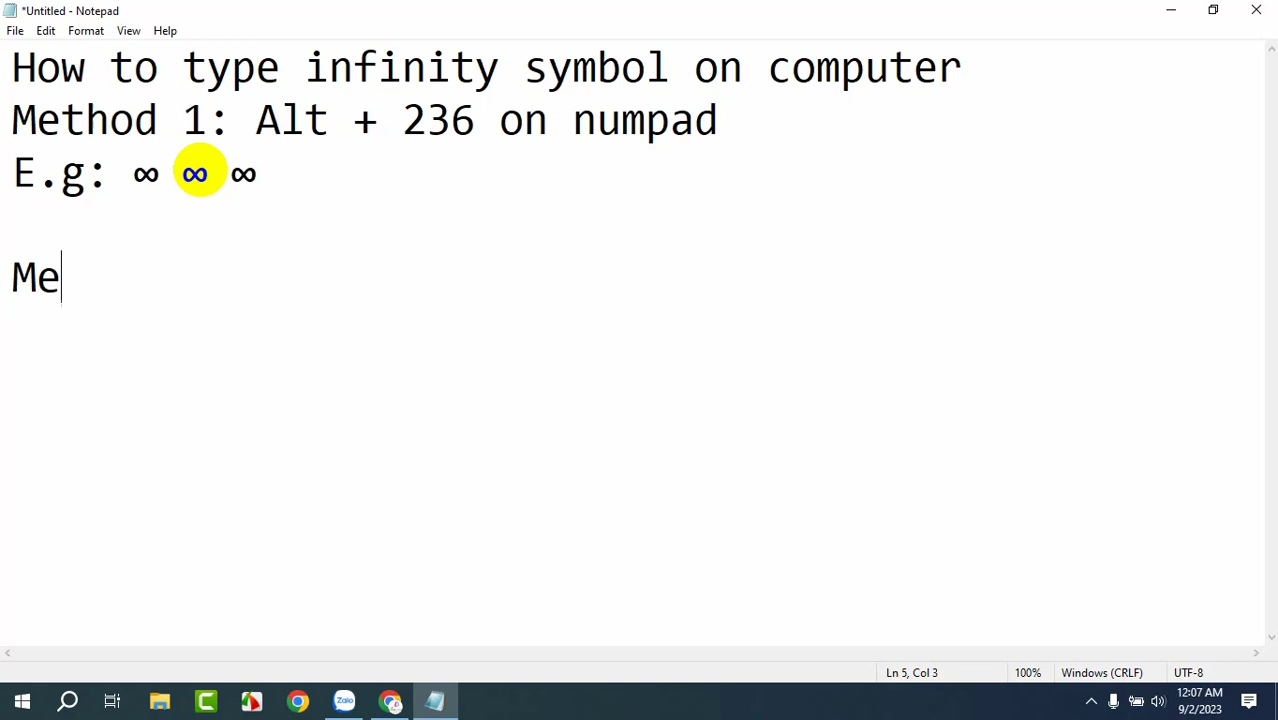 *Untitled - Notepad
File Edit Format View Help
How to type infinity symbol on computer
Method 1: Alt + 236 on numpad
E.g: ∞ ∞ ∞
Me
Ln 5, Col 3 100% Windows (CRLF) UTF-8
Zalo
12:07 AM
9/2/2023